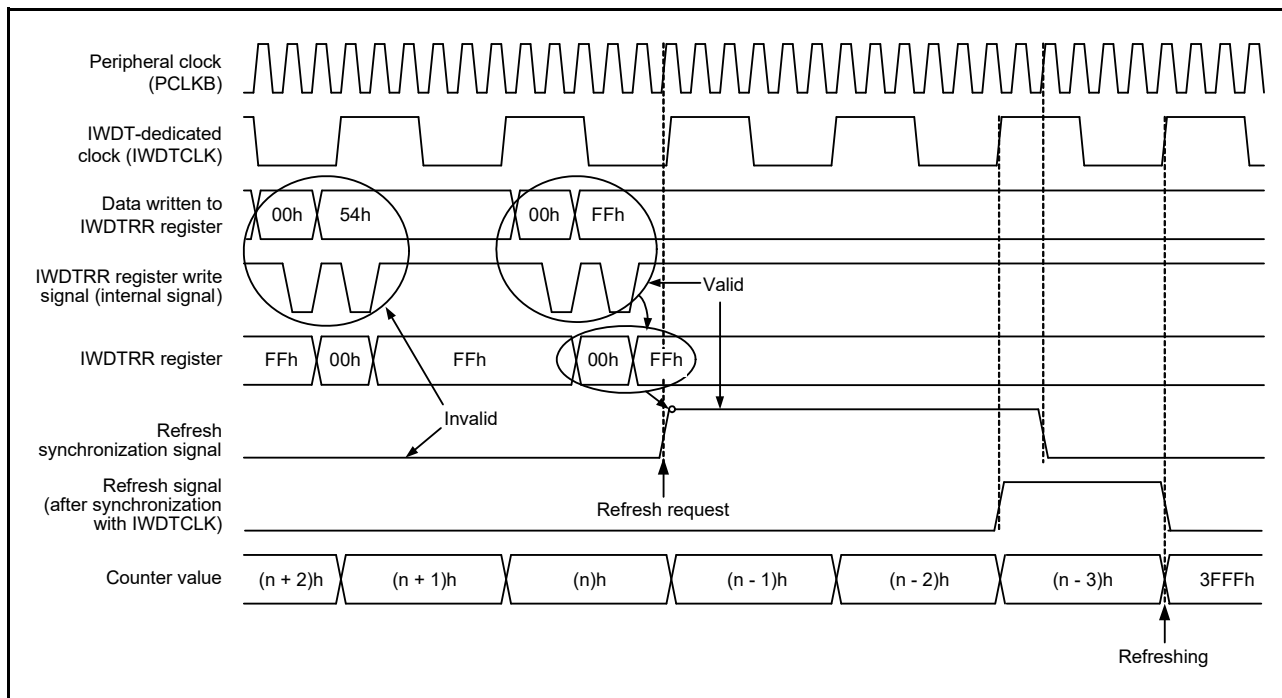 Peripheral clock
(PCLKB)
IWDT-dedicated
clock (IWDTCLK)
Data written to
IWDTRR register
00h 54h 00h FFh
IWDTRR register write
signal (internal signal)
Valid
IWDTRR register
FFh 00h FFh 00h FFh
Invalid
Refresh
synchronization signal
Refresh signal
(after synchronization
with IWDTCLK)
Refresh request
Counter value
(n + 2)h (n + 1)h (n)h (n - 1)h (n - 2)h (n - 3)h 3FFFh
Refreshing